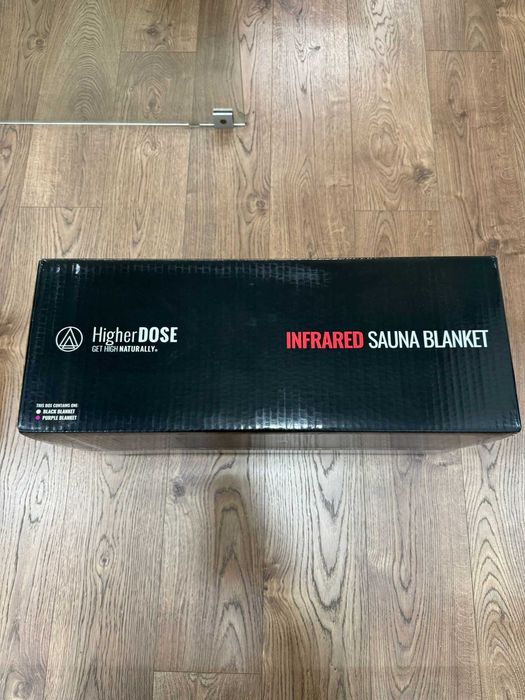 HigherDOSE
GET HIGH NATURALLY®
INFRARED SAUNA BLANKET
THIS BOX CONTAINS ONE:
BLACK BLANKET
PURPLE BLANKET